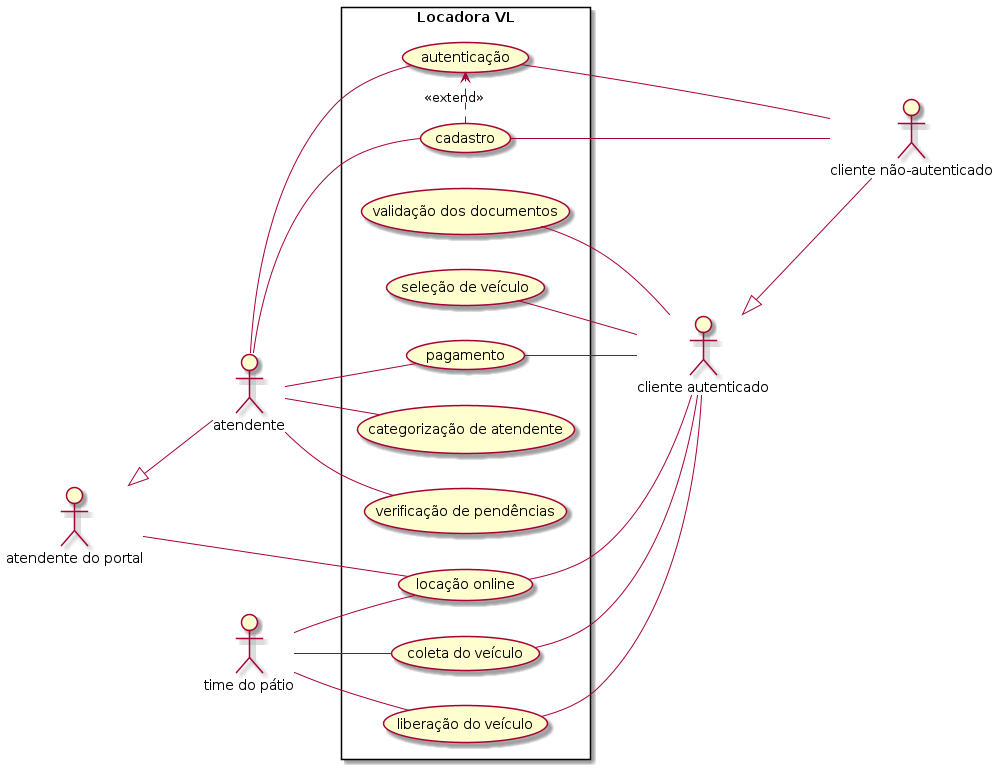 Locadora VL
autenticação
«extend»
cadastro
cliente não-autenticado
validação dos documentos
seleção de veículo
pagamento
cliente autenticado
atendente
categorização de atendente
verificação de pendências
atendente do portal
locação online
coleta do veículo
time do pátio
liberação do veículo